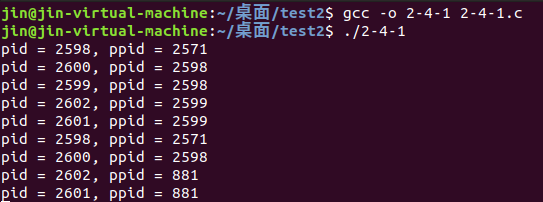 jin@jin-virtual-machine:~/桌面/test2$ gcc -o 2-4-1 2-4-1.c
jin@jin-virtual-machine:~/桌面/test2$ ./2-4-1
pid = 2598, ppid = 2571
pid = 2600, ppid = 2598
pid = 2599, ppid = 2598
pid = 2602, ppid = 2599
pid = 2601, ppid = 2599
pid = 2598, ppid = 2571
pid = 2600, ppid = 2598
pid = 2602, ppid = 881
pid = 2601, ppid = 881